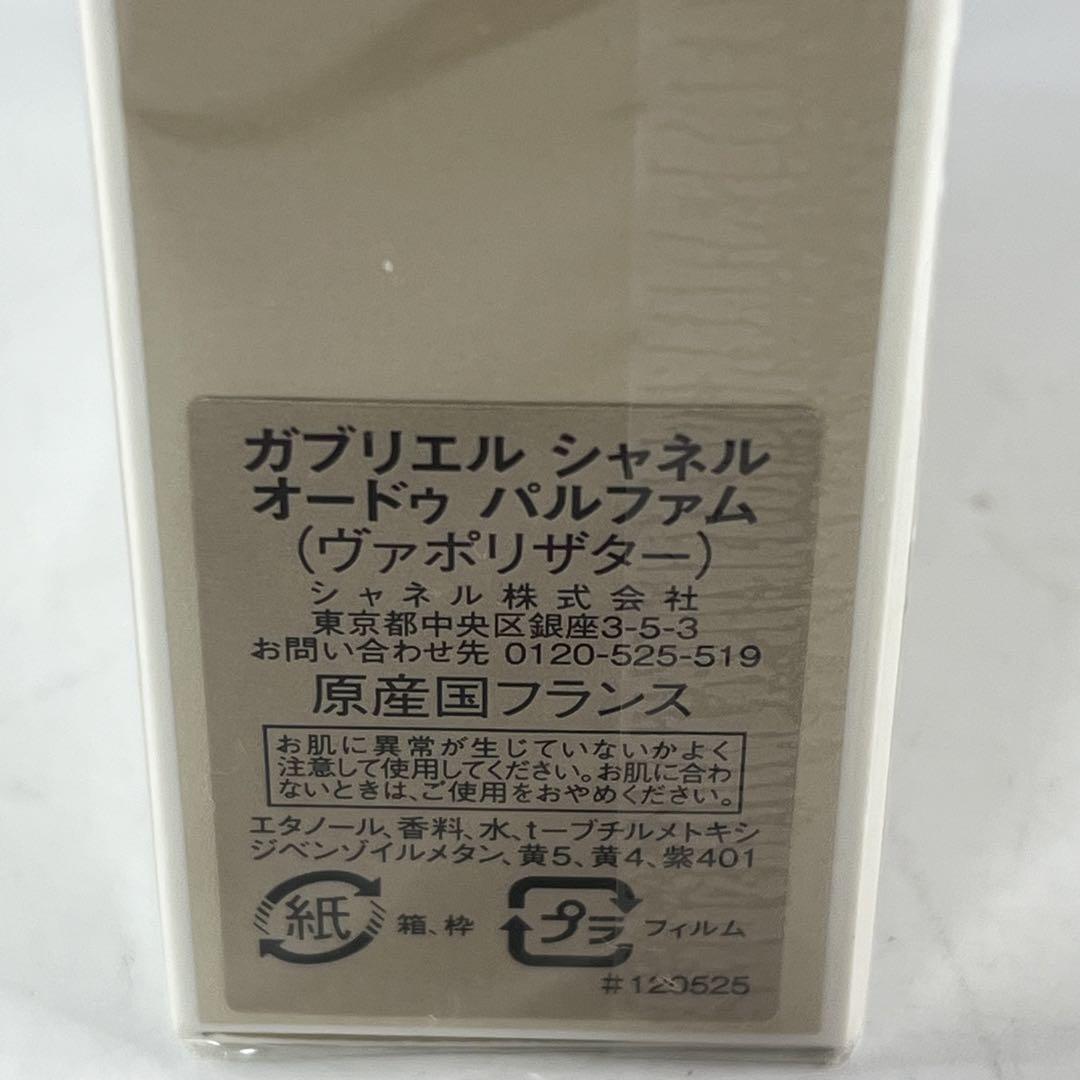 ガブリエル シャネル
オードゥ パルファム
（ヴァポリザター）
シャネル株式会社
東京都中央区銀座3-5-3
お問い合わせ先 0120-525-519
原産国フランス
お肌に異常が生じていないかよく
注意して使用してください。お肌に合わ
ないときは、ご使用をおやめください。
エタノール、香料、水、t－ブチルメトキシ
ジベンゾイルメタン、黄5、黄4、紫401
紙 箱、枠 プラ フィルム
#120525